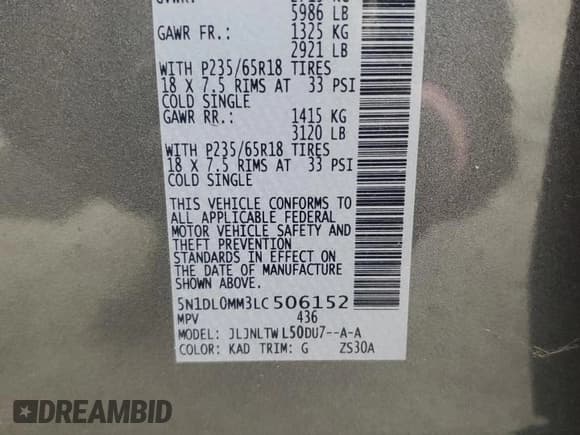 5986 LB
GAWR FR.: 1325 KG
2921 LB
WITH P235/65R18 TIRES
18 X 7.5 RIMS AT 33 PSI
COLD SINGLE
GAWR RR.: 1415 KG
3120 LB
WITH P235/65R18 TIRES
18 X 7.5 RIMS AT 33 PSI
COLD SINGLE
THIS VEHICLE CONFORMS TO
ALL APPLICABLE FEDERAL
MOTOR VEHICLE SAFETY AND
THEFT PREVENTION
STANDARDS IN EFFECT ON
THE DATE OF MANUFACTURE
SHOWN ABOVE.
5N1DL0MM3LC506152
MPV 436
MODEL: JLJNLTW L50DU7--A-A
COLOR: KAD TRIM: G ZS30A
DREAMBID